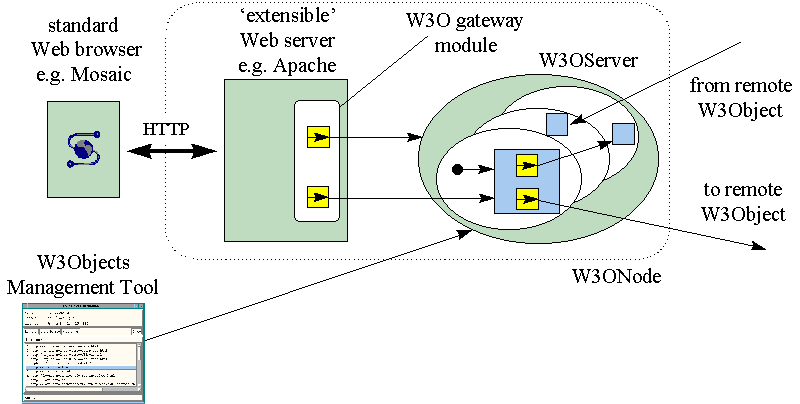 standard
Web browser
e.g. Mosaic
‘extensible’
Web server
e.g. Apache
W3O gateway
module
W3OServer
from remote
W3Object
HTTP
to remote
W3Object
W3ONode
W3Objects
Management Tool